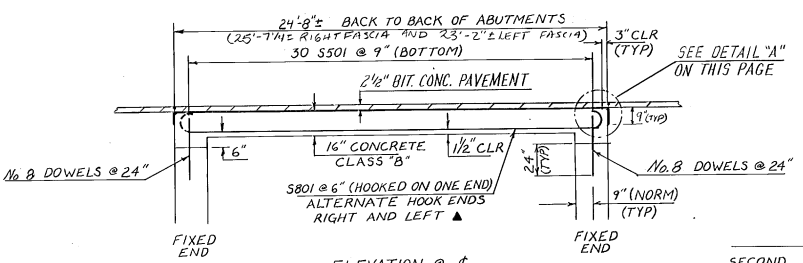 24'-8"± BACK TO BACK OF ABUTMENTS
(25'-7¼± RIGHT FASCIA AND 23'-2"± LEFT FASCIA)
30 S501 @ 9" (BOTTOM)
3" CLR
(TYP)
SEE DETAIL "A"
ON THIS PAGE
2½" BIT. CONC. PAVEMENT
9" (TYP)
6"
16" CONCRETE
CLASS "B"
1½" CLR
24"
(TYP)
No. 8 DOWELS @ 24"
No. 8 DOWELS @ 24"
S801 @ 6" (HOOKED ON ONE END)
ALTERNATE HOOK ENDS
RIGHT AND LEFT ▲
9" (NORM)
(TYP)
FIXED
END
FIXED
END
ELEVATION @ ℄
SECOND